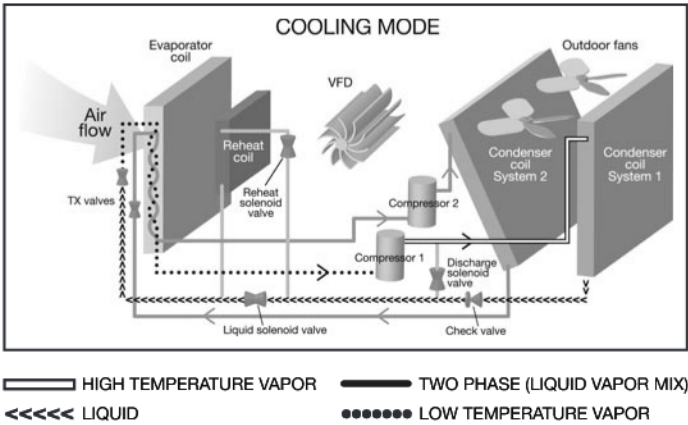 COOLING MODE
Evaporator
coil
Outdoor fans
VFD
Air
flow
Reheat
coil
Reheat
solenoid
valve
Condenser
coil
System 2
Condenser
coil
System 1
TX valves
Compressor 2
Compressor 1
Discharge
solenoid
valve
Liquid solenoid valve
Check valve
HIGH TEMPERATURE VAPOR
TWO PHASE (LIQUID VAPOR MIX)
LIQUID
LOW TEMPERATURE VAPOR